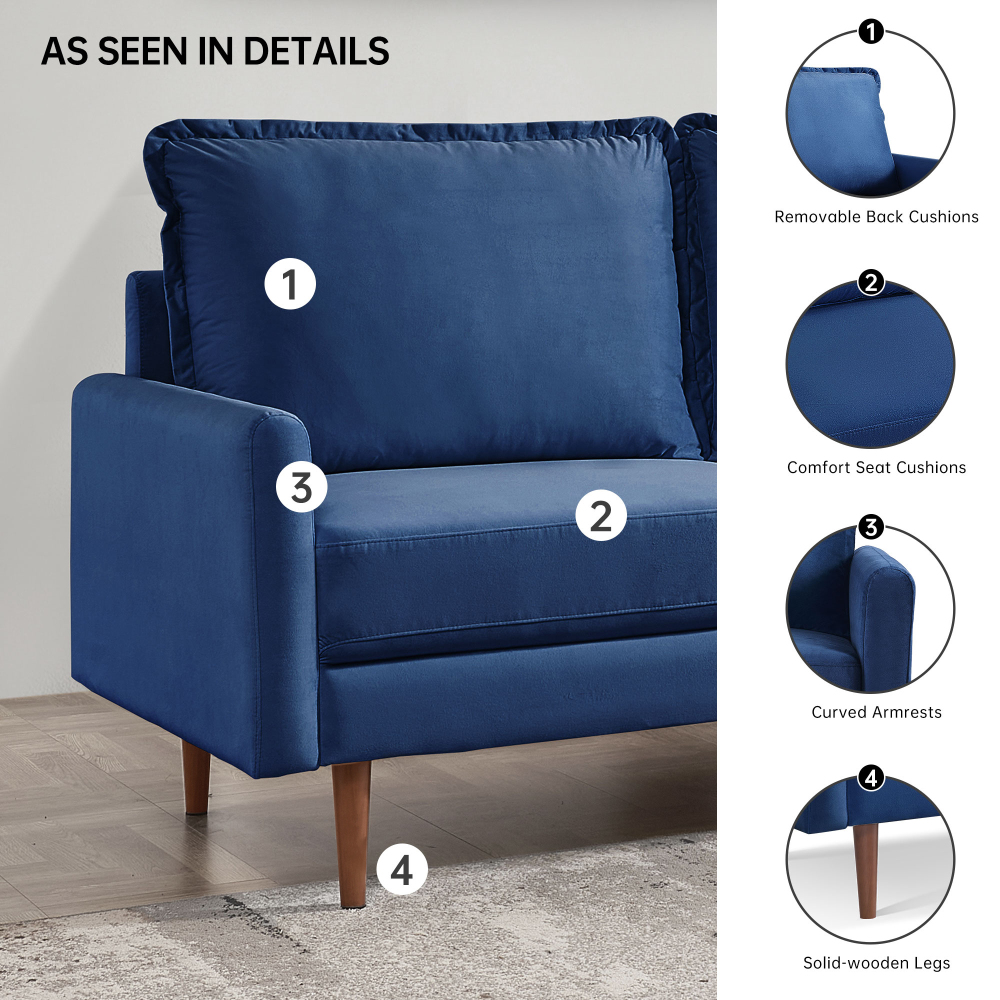 AS SEEN IN DETAILS
1
2
3
4
1
Removable Back Cushions
2
Comfort Seat Cushions
3
Curved Armrests
4
Solid-wooden Legs